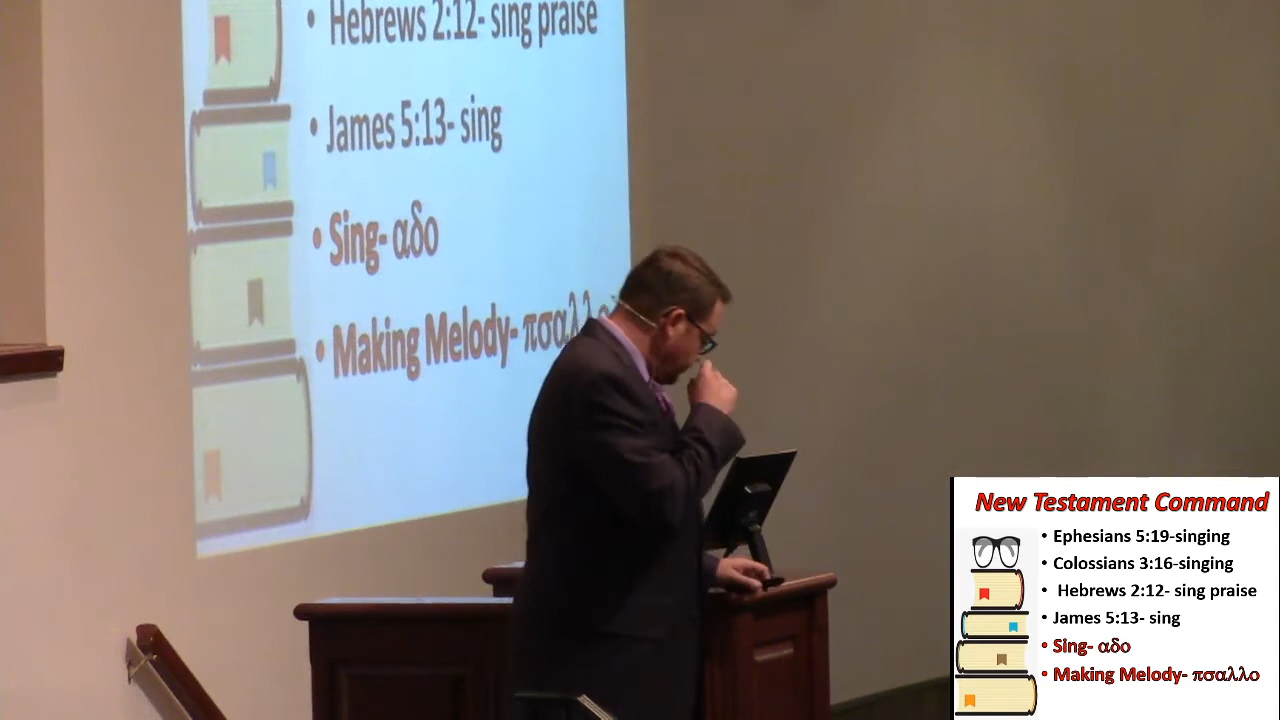 • Hebrews 2:12- sing praise
• James 5:13- sing
• Sing- αδο
• Making Melody- πσαλλο
New Testament Command
• Ephesians 5:19-singing
• Colossians 3:16-singing
• Hebrews 2:12- sing praise
• James 5:13- sing
• Sing- αδο
• Making Melody- πσαλλο